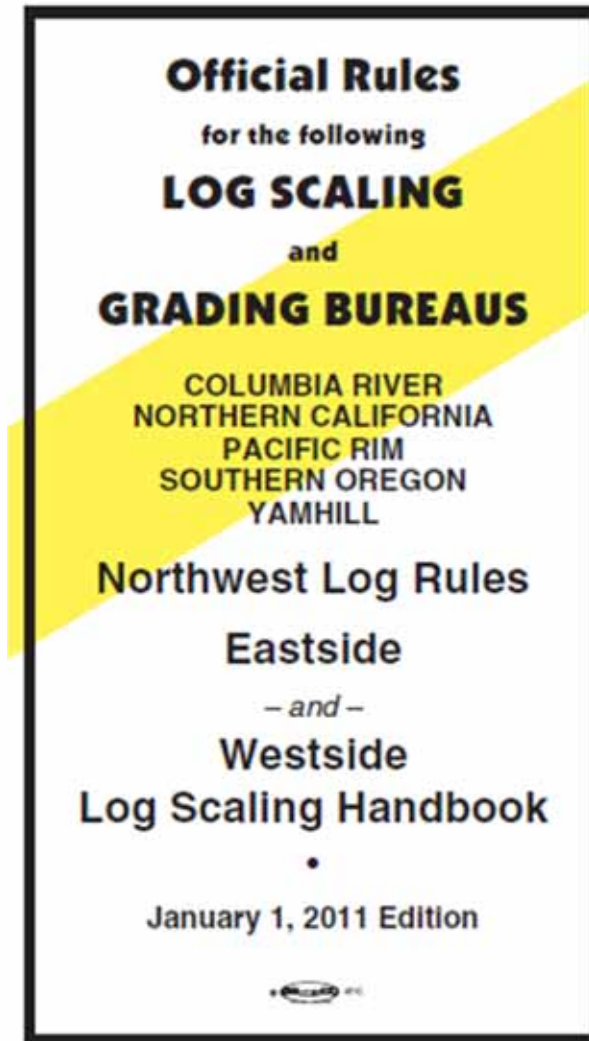 Official Rules
for the following
LOG SCALING
and
GRADING BUREAUS
COLUMBIA RIVER
NORTHERN CALIFORNIA
PACIFIC RIM
SOUTHERN OREGON
YAMHILL
Northwest Log Rules
Eastside
– and –
Westside
Log Scaling Handbook
•
January 1, 2011 Edition